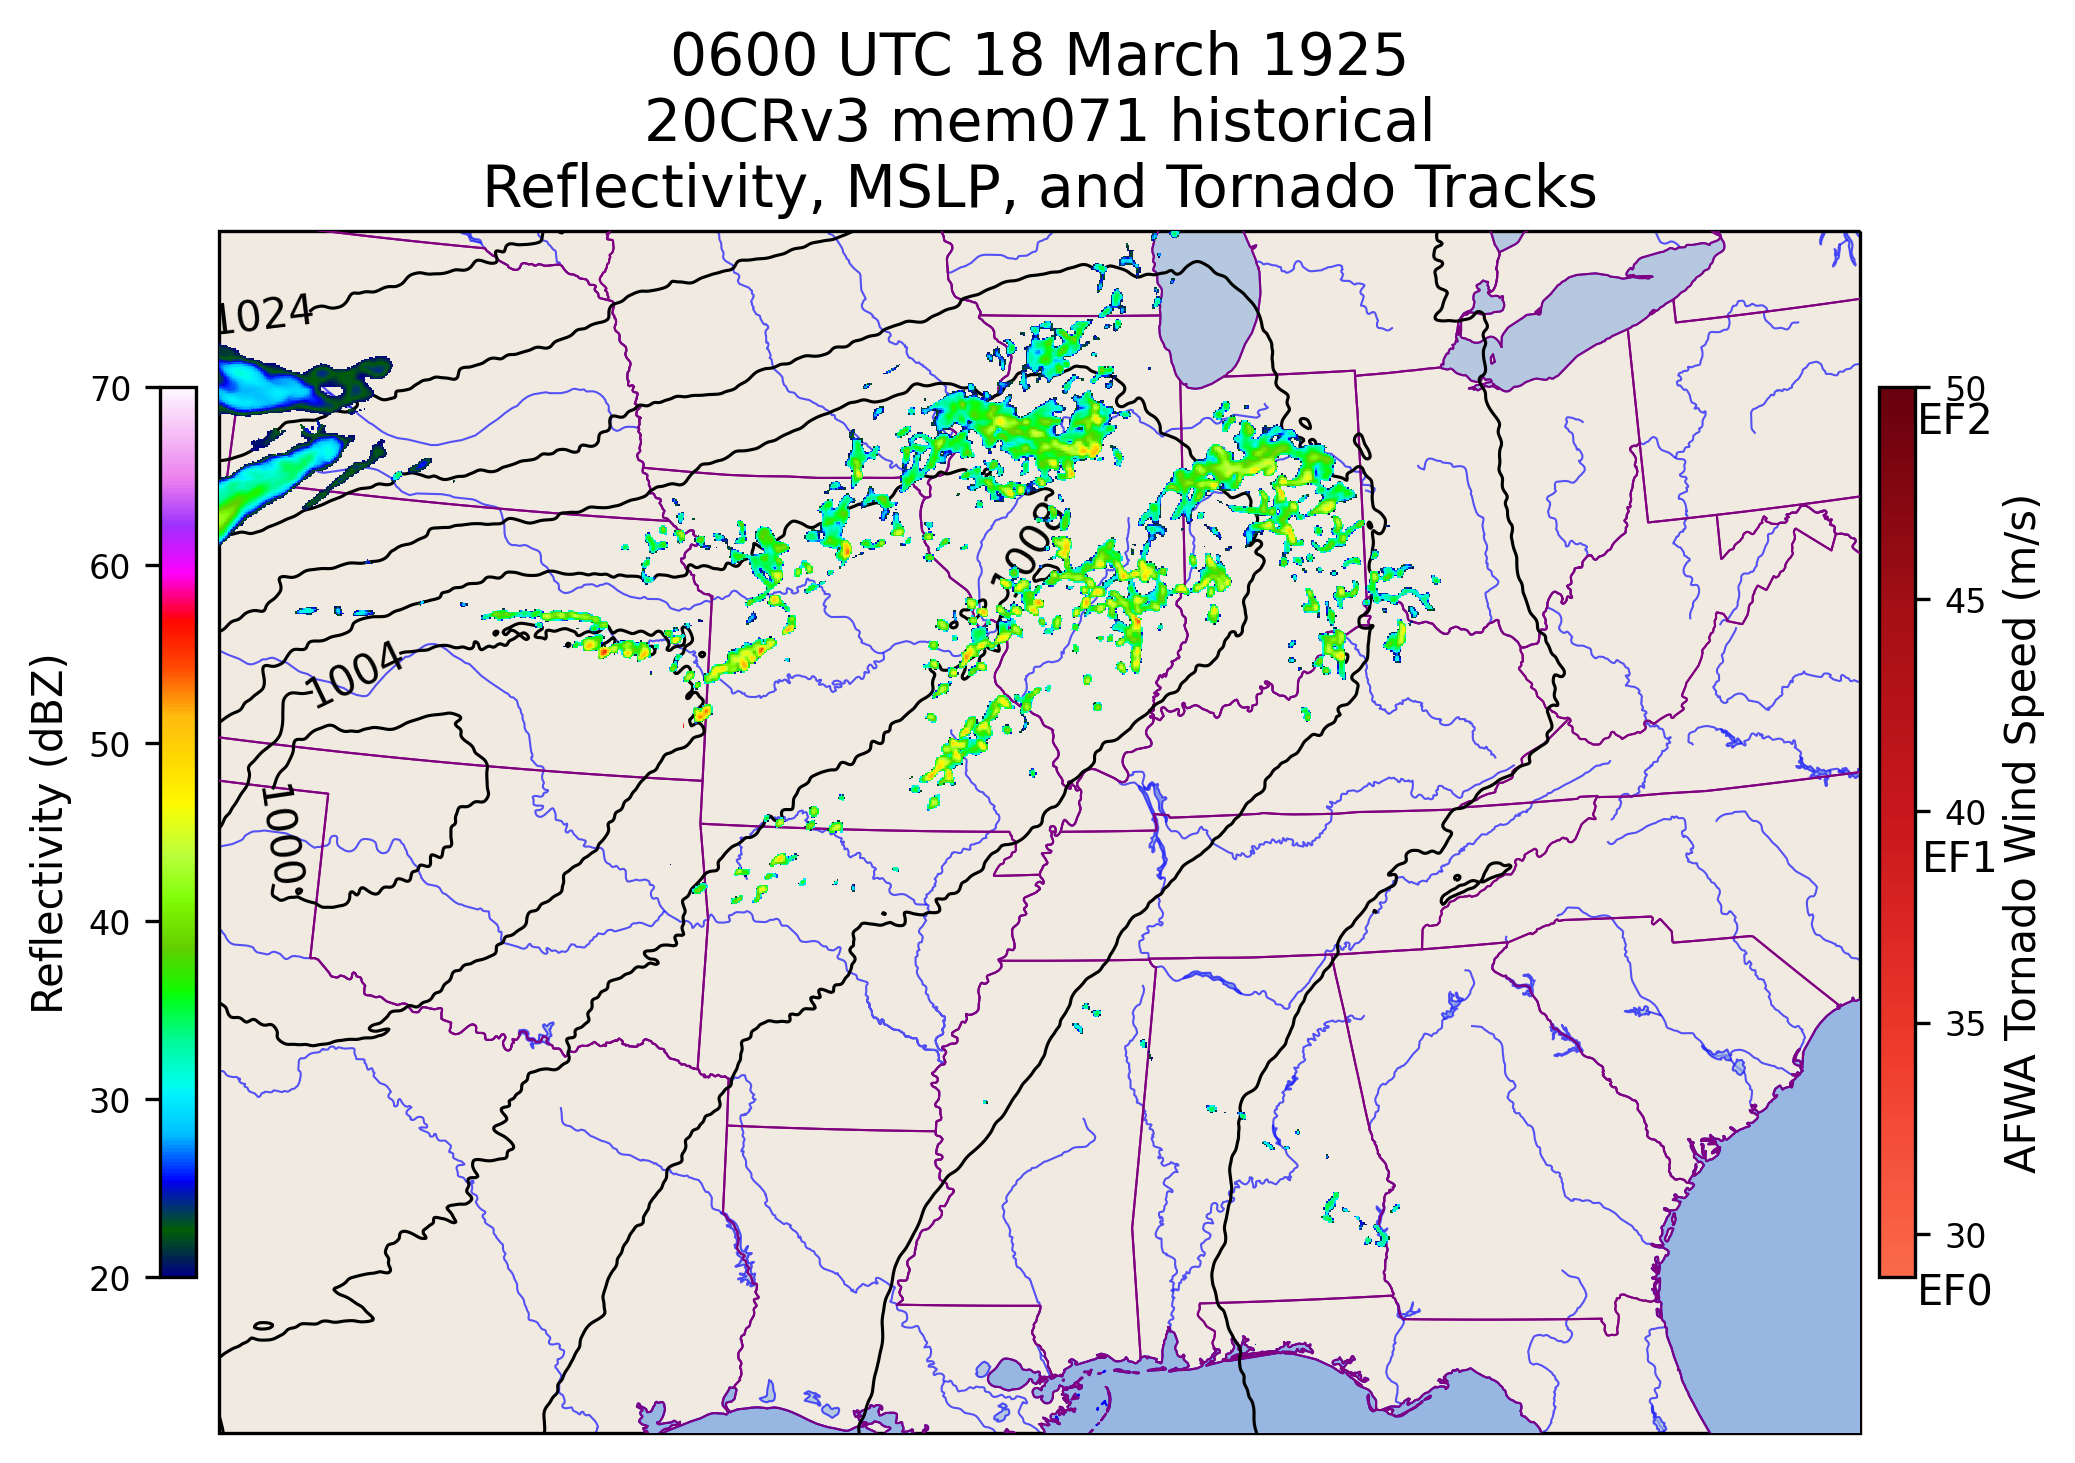 0600 UTC 18 March 1925
20CRv3 mem071 historical
Reflectivity, MSLP, and Tornado Tracks
1024
1008
1004
1000
70
60
50
40
30
20
Reflectivity (dBZ)
50
EF2
45
40
EF1
35
30
EF0
AFWA Tornado Wind Speed (m/s)